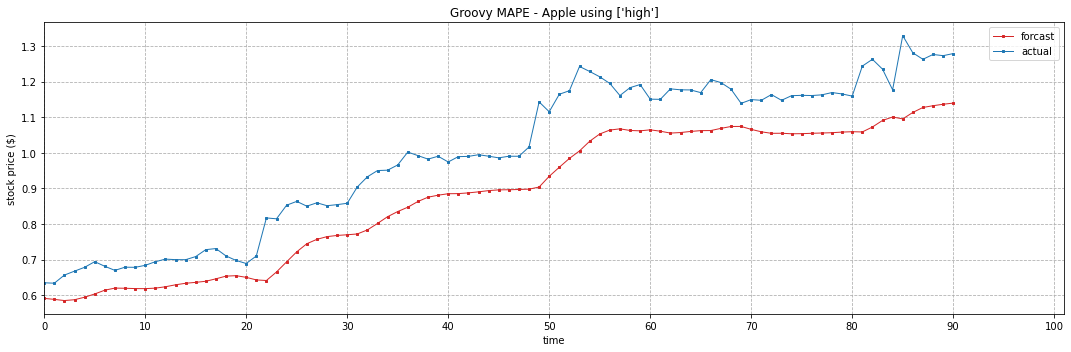 Groovy MAPE - Apple using ['high']
forcast
actual
stock price ($)
1.3
1.2
1.1
1.0
0.9
0.8
0.7
0.6
0 10 20 30 40 50 60 70 80 90 100
time